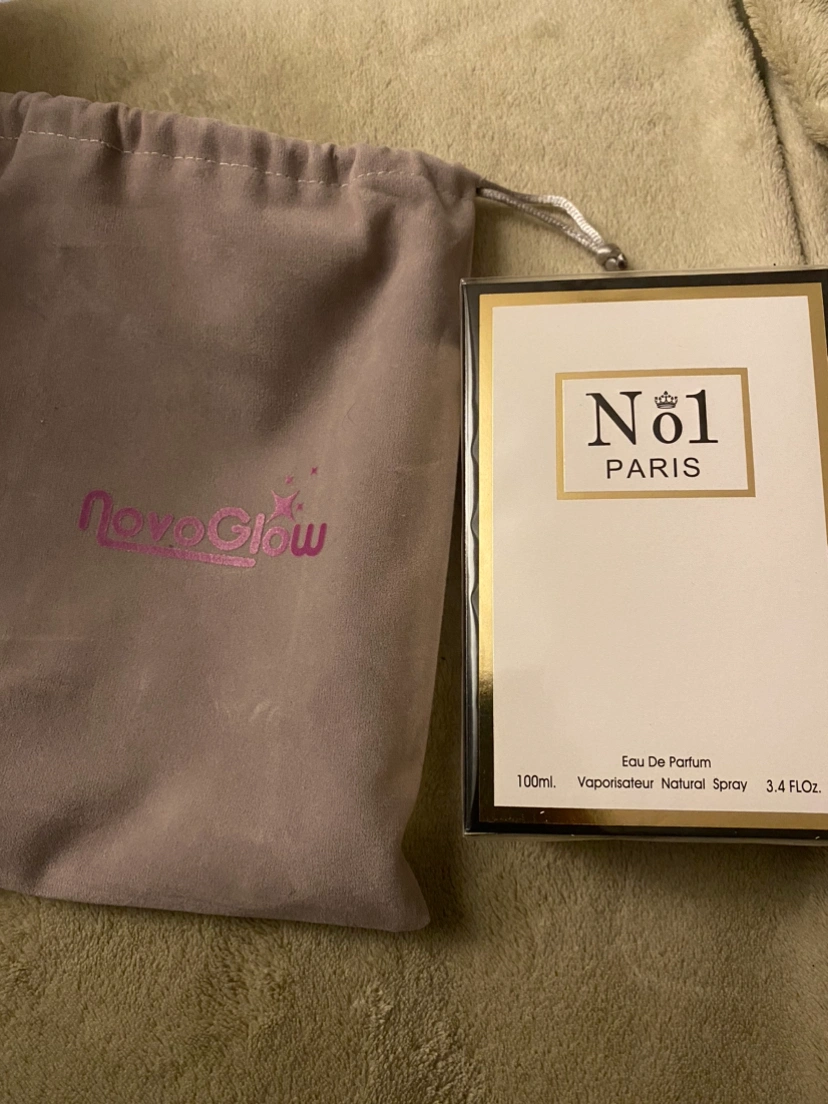 NovoGlow
No1
PARIS
Eau De Parfum
100ml. Vaporisateur Natural Spray 3.4 FLOz.